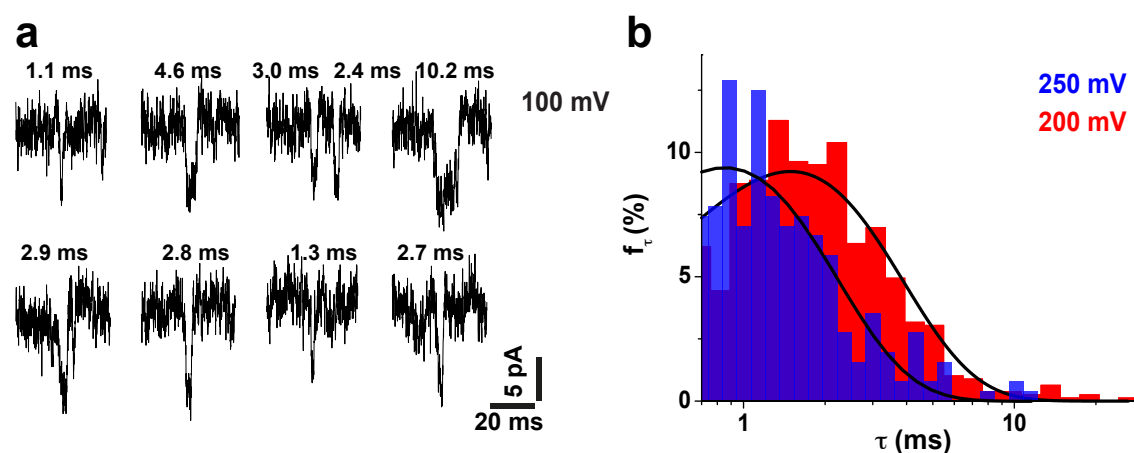 a
1.1 ms 4.6 ms 3.0 ms 2.4 ms 10.2 ms
100 mV
2.9 ms 2.8 ms 1.3 ms 2.7 ms
5 pA
20 ms
b
250 mV
200 mV
10
5
0
fτ (%)
1 10
τ (ms)